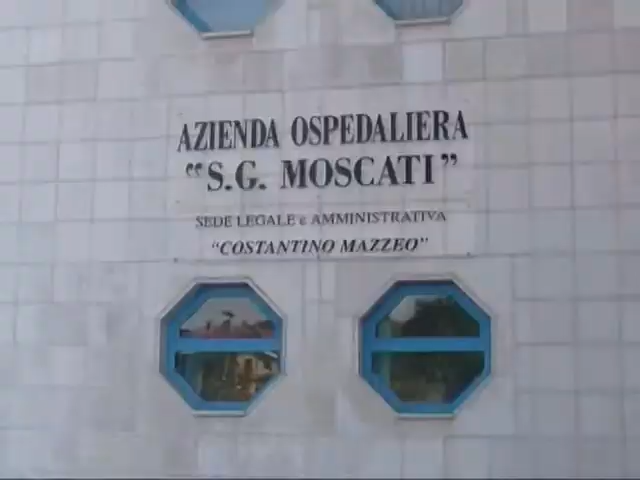 AZIENDA OSPEDALIERA
“S.G. MOSCATI”
SEDE LEGALE e AMMINISTRATIVA
“COSTANTINO MAZZEO”